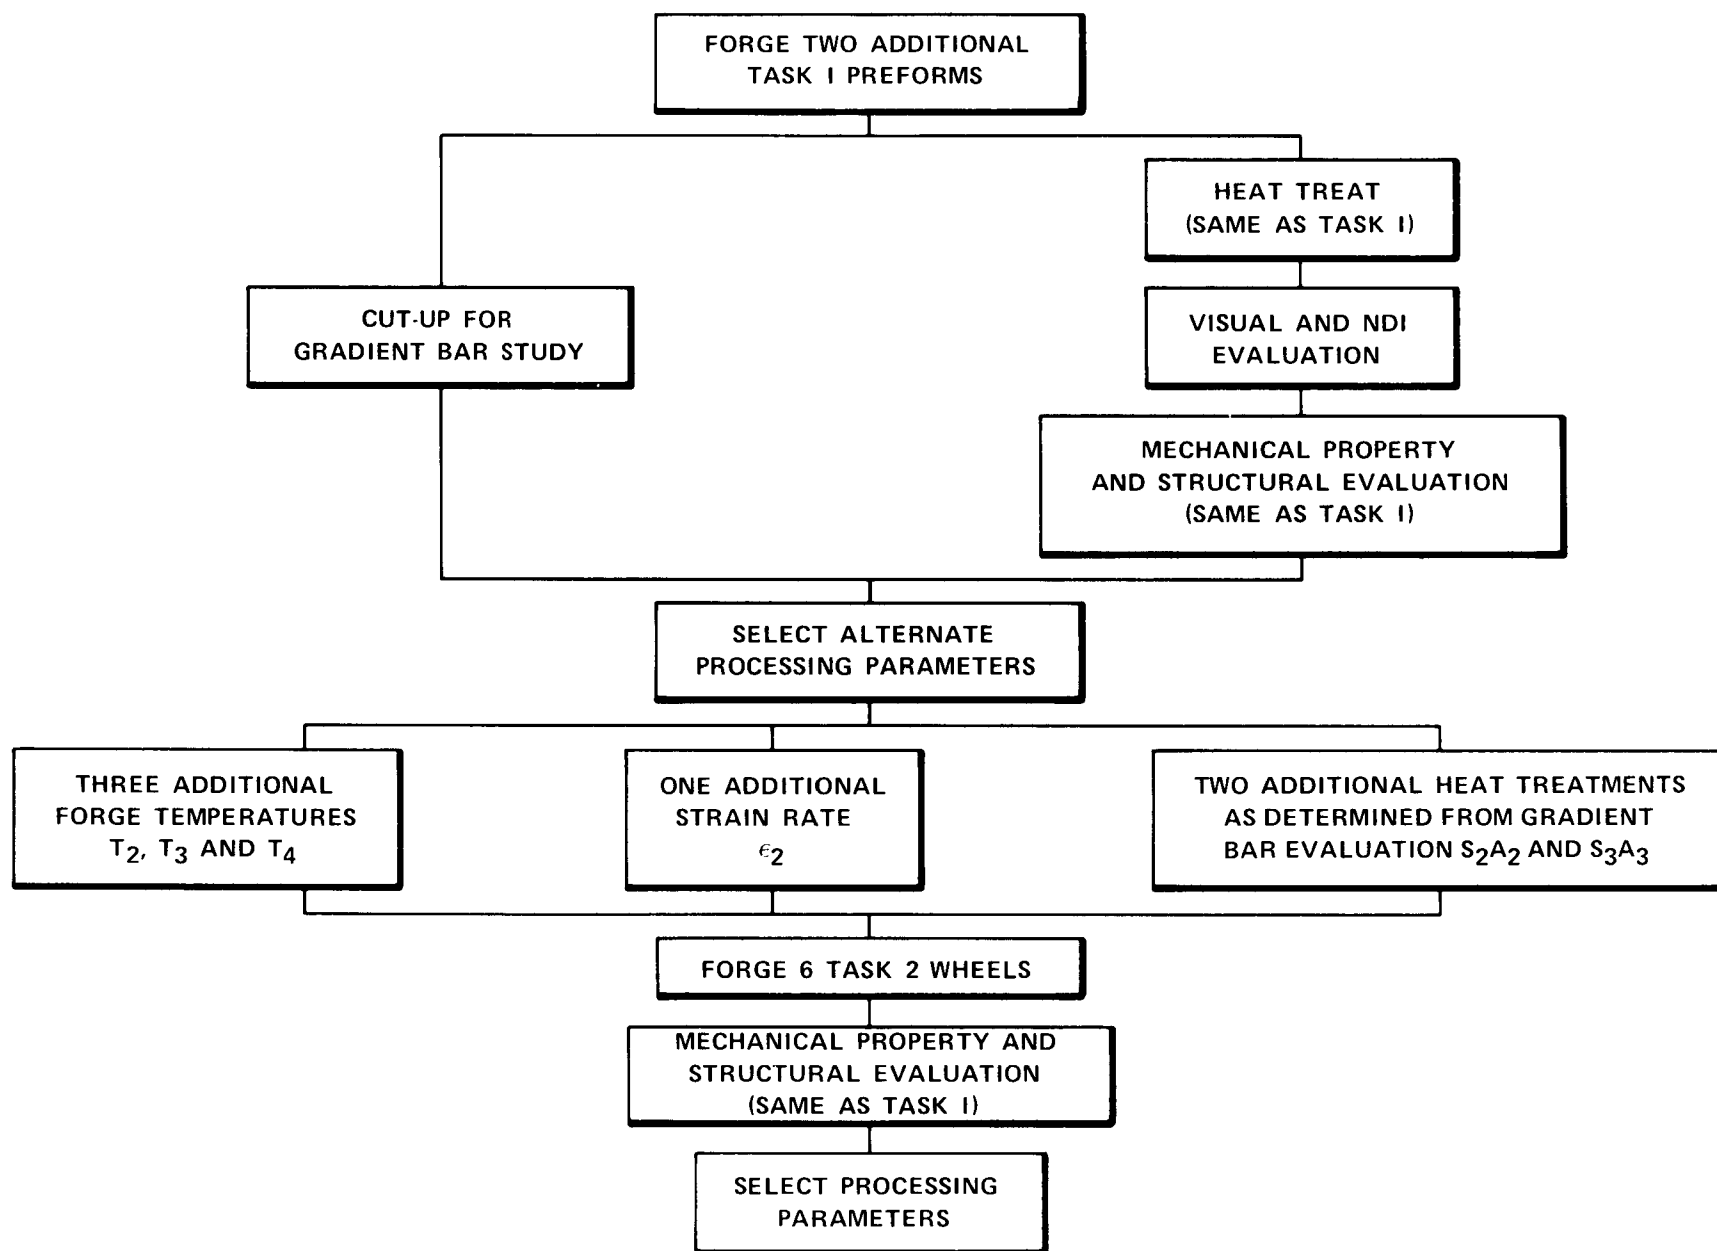 FORGE TWO ADDITIONAL
TASK I PREFORMS
HEAT TREAT
(SAME AS TASK I)
CUT-UP FOR
GRADIENT BAR STUDY
VISUAL AND NDI
EVALUATION
MECHANICAL PROPERTY
AND STRUCTURAL EVALUATION
(SAME AS TASK I)
SELECT ALTERNATE
PROCESSING PARAMETERS
THREE ADDITIONAL
FORGE TEMPERATURES
T₂, T₃ AND T₄
ONE ADDITIONAL
STRAIN RATE
ϵ₂
TWO ADDITIONAL HEAT TREATMENTS
AS DETERMINED FROM GRADIENT
BAR EVALUATION S₂A₂ AND S₃A₃
FORGE 6 TASK 2 WHEELS
MECHANICAL PROPERTY AND
STRUCTURAL EVALUATION
(SAME AS TASK I)
SELECT PROCESSING
PARAMETERS